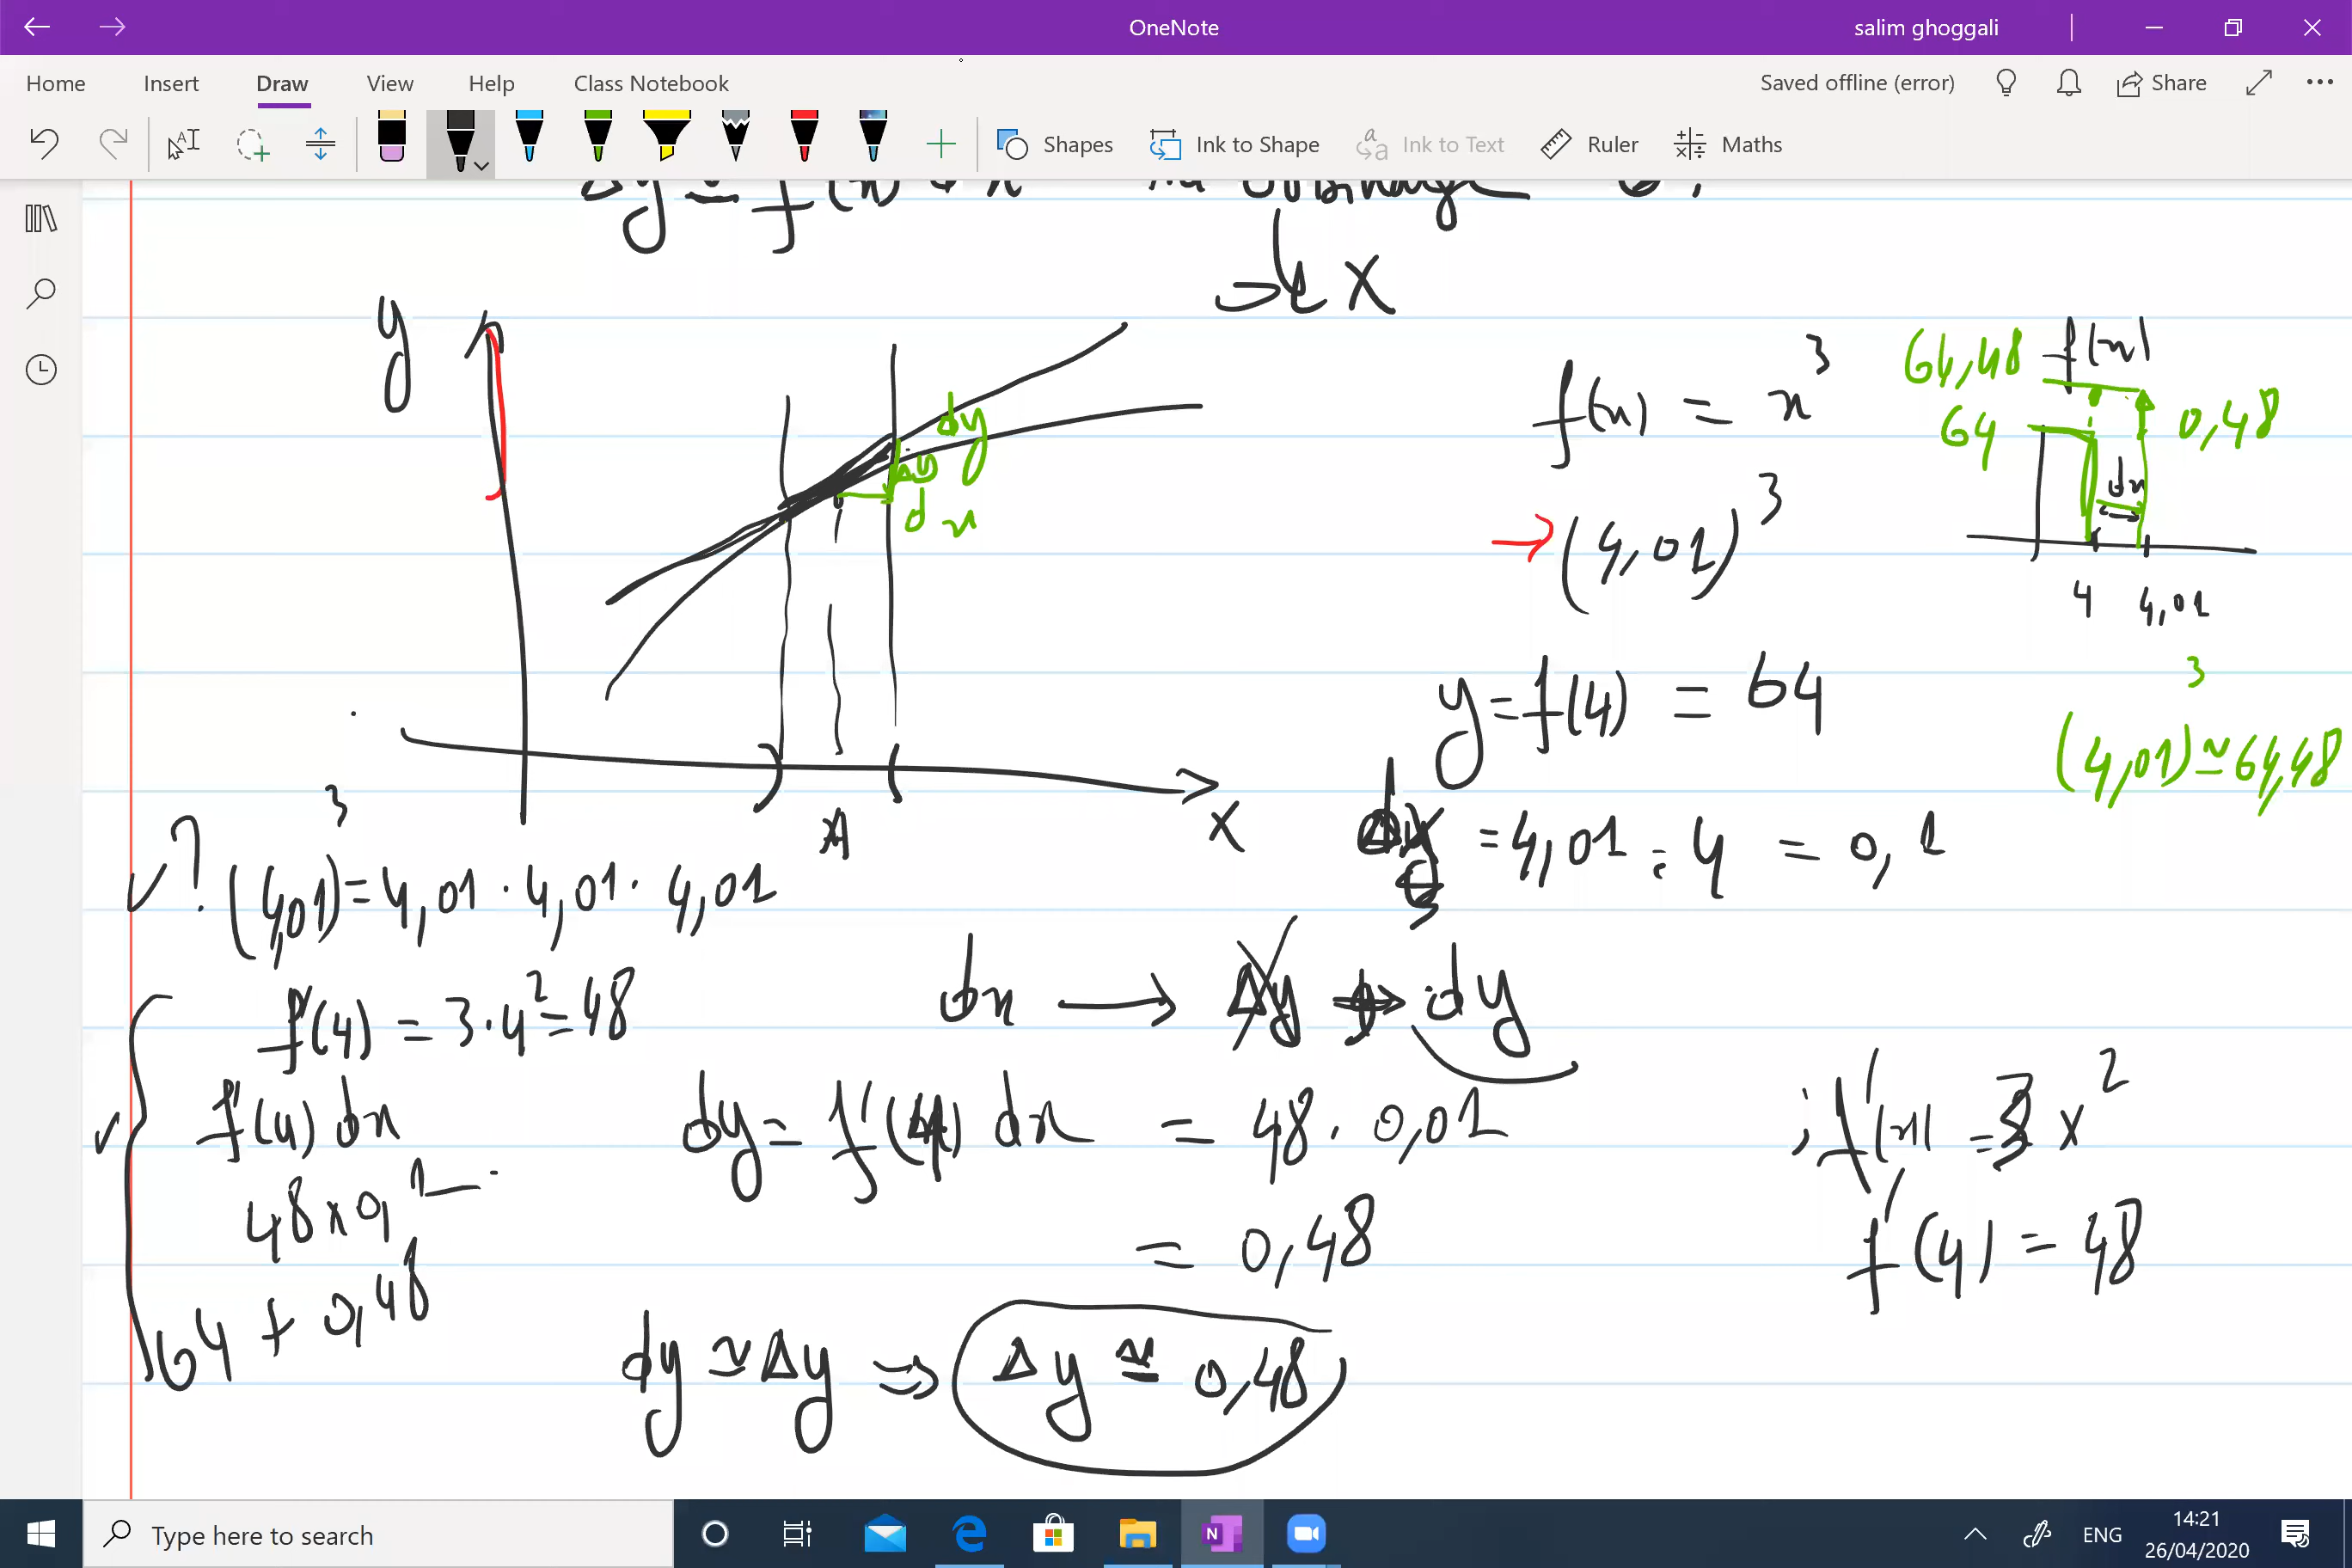 OneNote
salim ghoggali
Home Insert Draw View Help Class Notebook
Saved offline (error)
Share
Shapes Ink to Shape Ink to Text Ruler Maths
x
y
f(x) = x³
→ (4,01)³
64,48 f(x)
64
0,48
dx
4 4,01
dy
Δy
dx
A
x
y = f(4) = 64
(4,01)³ ≃ 64,48
= 4,01 - 4 = 0,1
? (4,01)³ = 4,01 · 4,01 · 4,01
f'(4) = 3·4² = 48
f'(4) dx
48 x 0,1
64 + 0,48
dx → Δy → dy
dy = f'(4) dx = 48 · 0,01
= 0,48
; f'(x) = 3x²
f'(4) = 48
dy ≃ Δy ⇒ Δy ≃ 0,48
Type here to search
ENG
14:21
26/04/2020